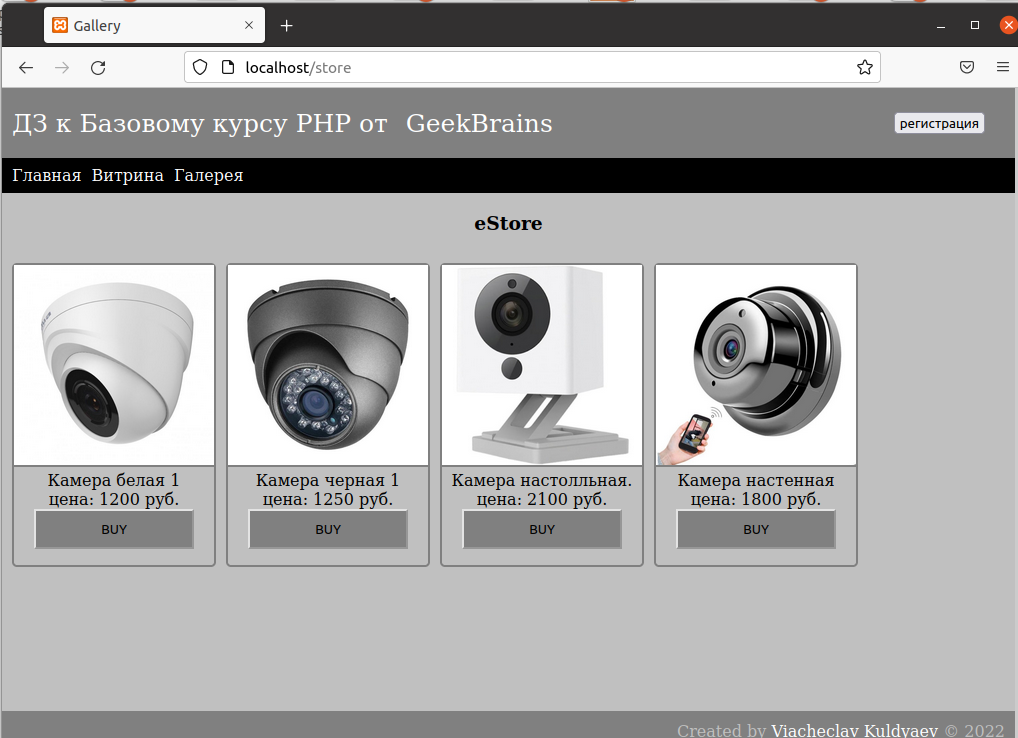 Gallery
localhost/store
ДЗ к Базовому курсу PHP от GeekBrains
регистрация
Главная Витрина Галерея
eStore
Камера белая 1
цена: 1200 руб.
BUY
Камера черная 1
цена: 1250 руб.
BUY
Камера настолльная.
цена: 2100 руб.
BUY
Камера настенная
цена: 1800 руб.
BUY
Created by Viacheclav Kuldyaev © 2022